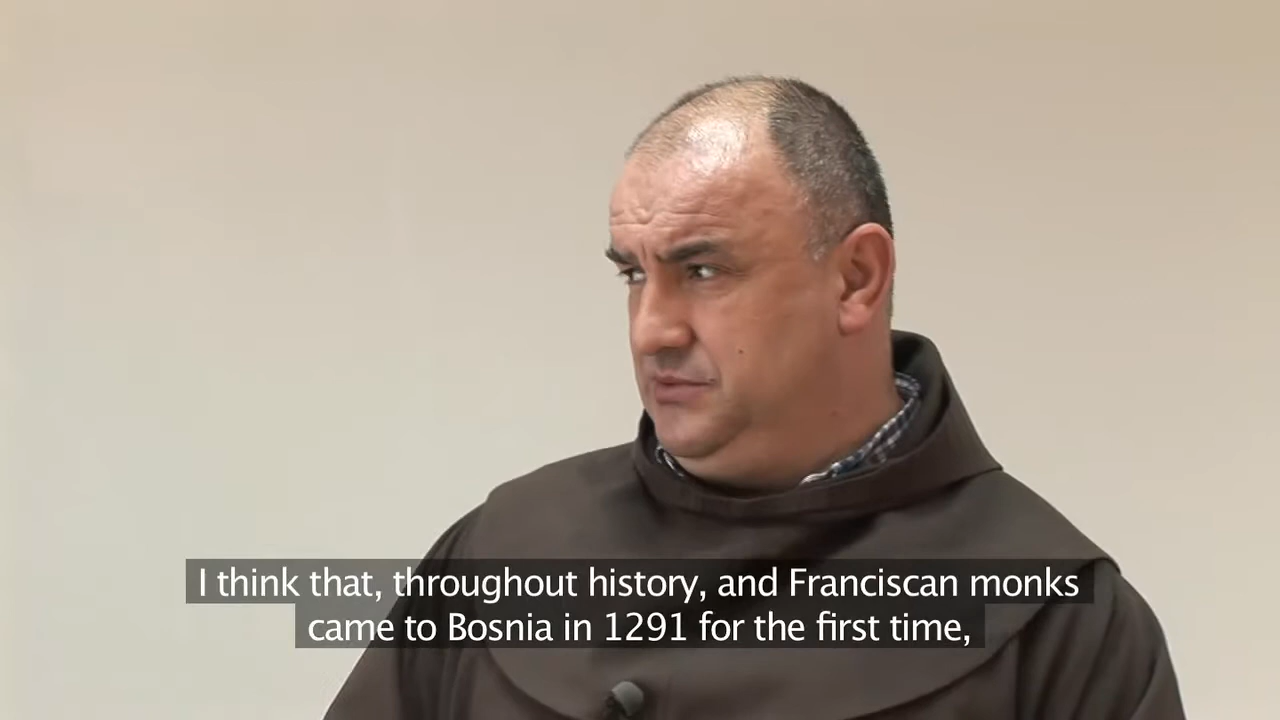 I think that, throughout history, and Franciscan monks
came to Bosnia in 1291 for the first time,